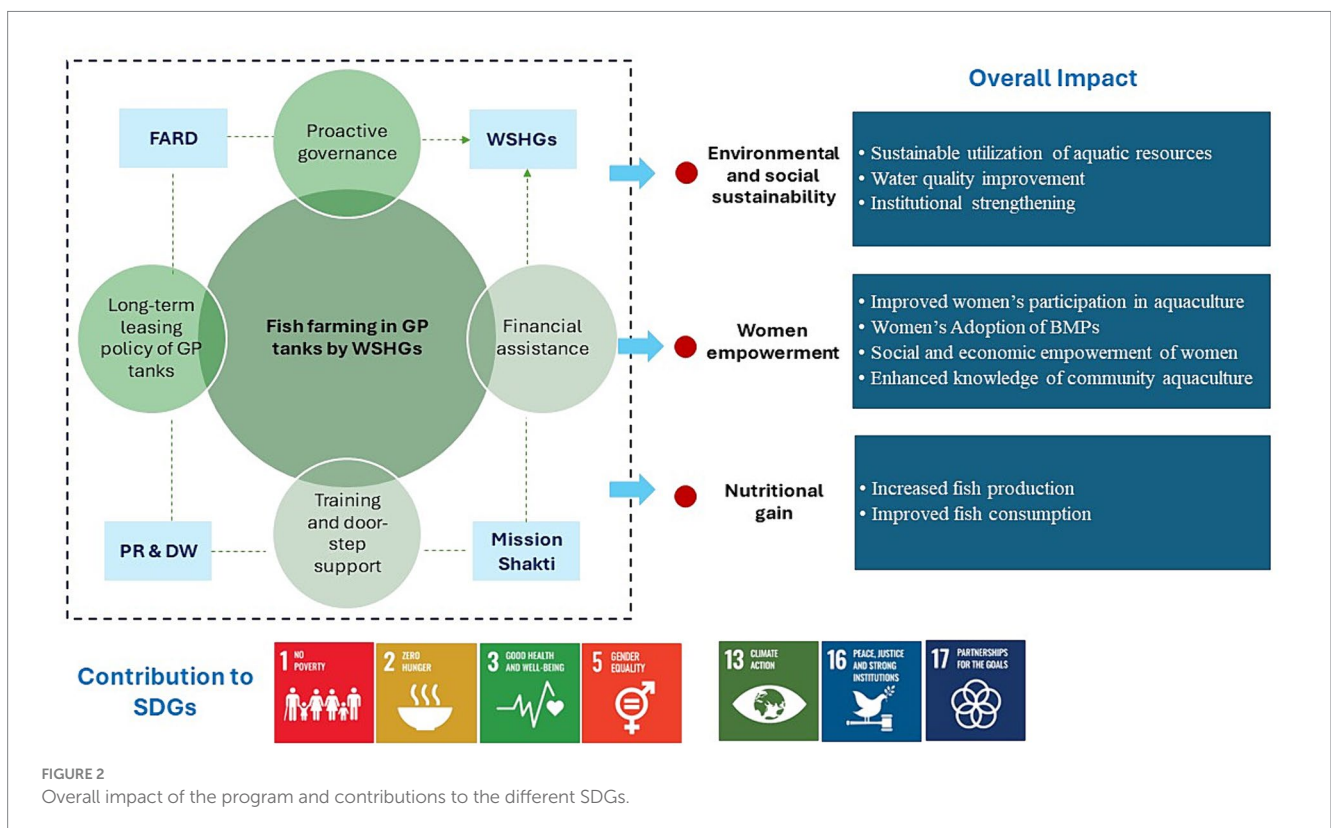 Overall Impact
FARD
Proactive
governance
WSHGs
Long-term
leasing
policy of GP
tanks
Fish farming in GP
tanks by WSHGs
Financial
assistance
PR & DW
Training
and door-
step
support
Mission
Shakti
Environmental
and social
sustainability
• Sustainable utilization of aquatic resources
• Water quality improvement
• Institutional strengthening
Women
empowerment
• Improved women's participation in aquaculture
• Women's Adoption of BMPs
• Social and economic empowerment of women
• Enhanced knowledge of community aquaculture
Nutritional
gain
• Increased fish production
• Improved fish consumption
Contribution to
SDGs
1 NO
POVERTY
2 ZERO
HUNGER
3 GOOD HEALTH
AND WELL-BEING
5 GENDER
EQUALITY
13 CLIMATE
ACTION
16 PEACE, JUSTICE
AND STRONG
INSTITUTIONS
17 PARTNERSHIPS
FOR THE GOALS
FIGURE 2
Overall impact of the program and contributions to the different SDGs.